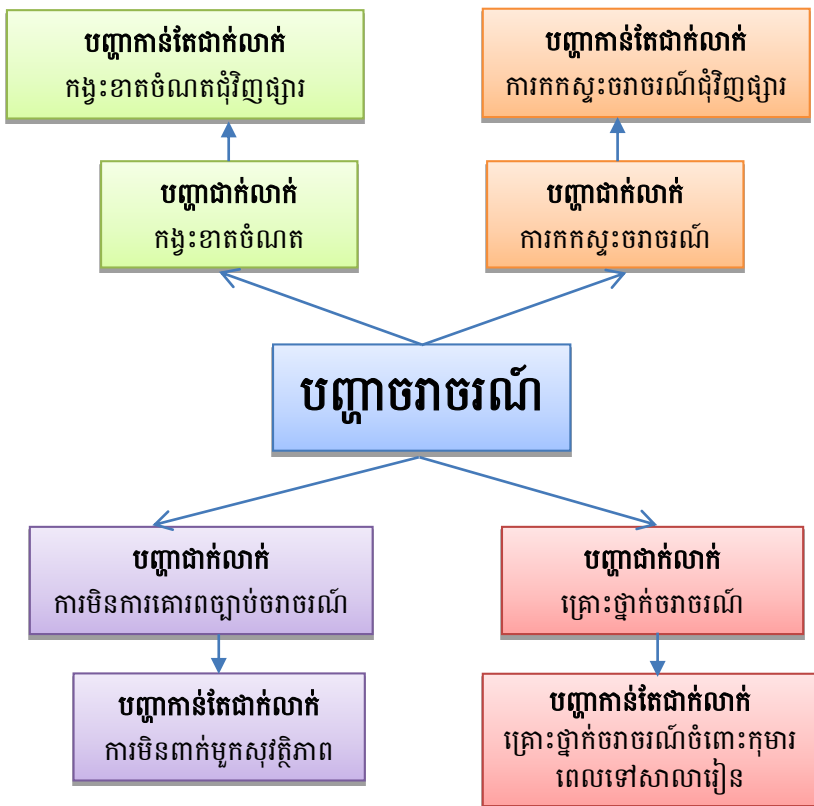 បញ្ហាកាន់តែជាក់លាក់
កង្វះខាតចំណតជុំវិញផ្សារ
បញ្ហាកាន់តែជាក់លាក់
ការកកស្ទះចរាចរណ៍ជុំវិញផ្សារ
បញ្ហាជាក់លាក់
កង្វះខាតចំណត
បញ្ហាជាក់លាក់
ការកកស្ទះចរាចរណ៍
បញ្ហាចរាចរណ៍
បញ្ហាជាក់លាក់
ការមិនការគោរពច្បាប់ចរាចរណ៍
បញ្ហាជាក់លាក់
គ្រោះថ្នាក់ចរាចរណ៍
បញ្ហាកាន់តែជាក់លាក់
ការមិនពាក់មួកសុវត្ថិភាព
បញ្ហាកាន់តែជាក់លាក់
គ្រោះថ្នាក់ចរាចរណ៍ចំពោះកុមារ
ពេលទៅសាលារៀន